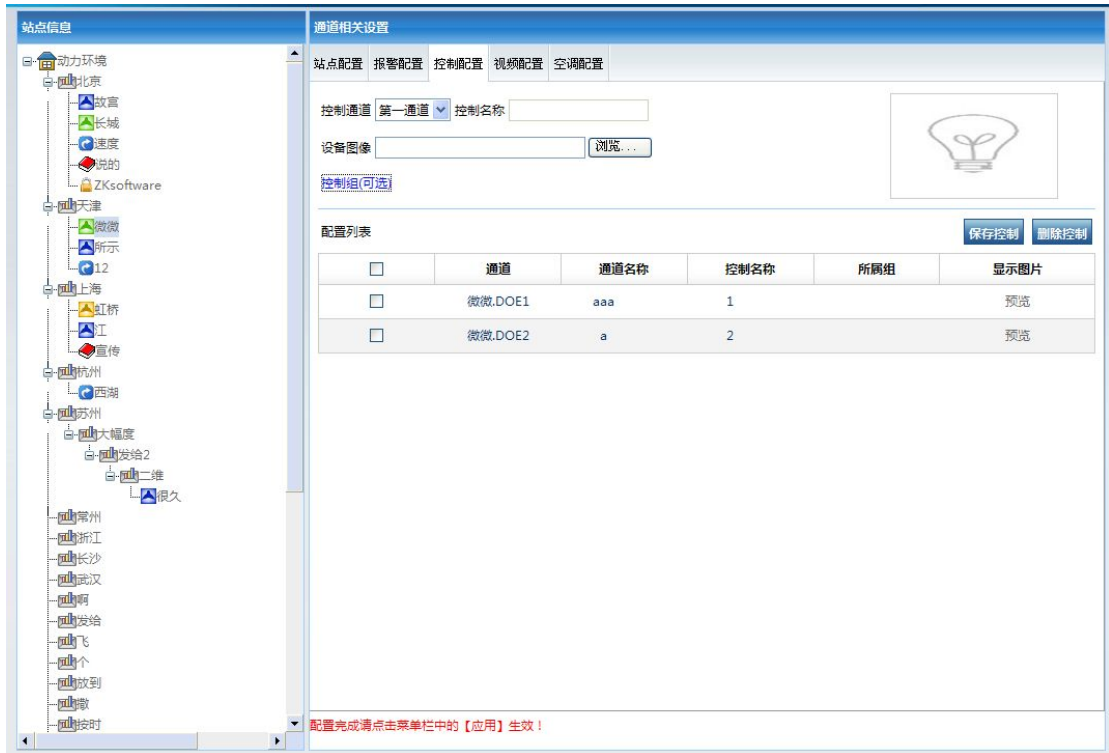 站点信息
动力环境
北京
故宫
长城
速度
说的
ZKsoftware
天津
微微
所示
12
上海
虹桥
江
宣传
杭州
西湖
苏州
大幅度
发给2
二维
很久
常州
浙江
长沙
武汉
啊
发给
飞
个
放到
撒
按时
通道相关设置
站点配置 报警配置 控制配置 视频配置 空调配置
控制通道 第一通道 控制名称
设备图像 浏览...
控制组(可选)
配置列表 保存控制 删除控制
通道 通道名称 控制名称 所属组 显示图片
微微.DOE1 aaa 1 预览
微微.DOE2 a 2 预览
配置完成请点击菜单栏中的【应用】生效！